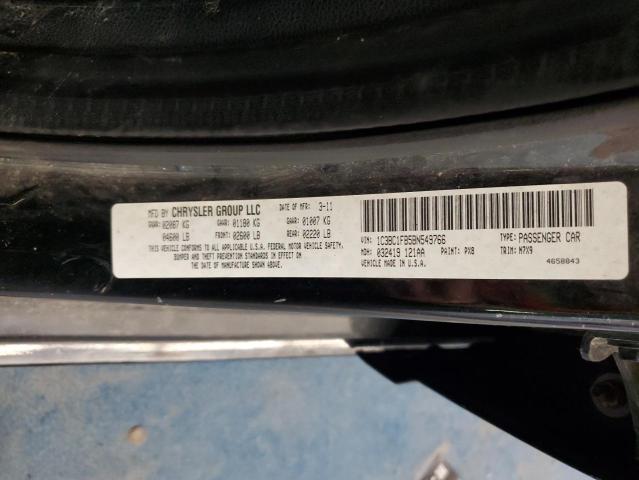 MFD BY CHRYSLER GROUP LLC DATE OF MFR: 3-11
GVWR: 02087 KG GAWR: 01180 KG GAWR: 01007 KG
04600 LB FRONT: 02600 LB REAR: 02220 LB
THIS VEHICLE CONFORMS TO ALL APPLICABLE U.S.A. FEDERAL MOTOR VEHICLE SAFETY,
BUMPER AND THEFT PREVENTION STANDARDS IN EFFECT ON
THE DATE OF MANUFACTURE SHOWN ABOVE.
VIN: 1C3BC1FB5BN549766 TYPE: PASSENGER CAR
MDH: 032419 121AA PAINT: PX8 TRIM: M7X9
VEHICLE MADE IN U.S.A. 4658843